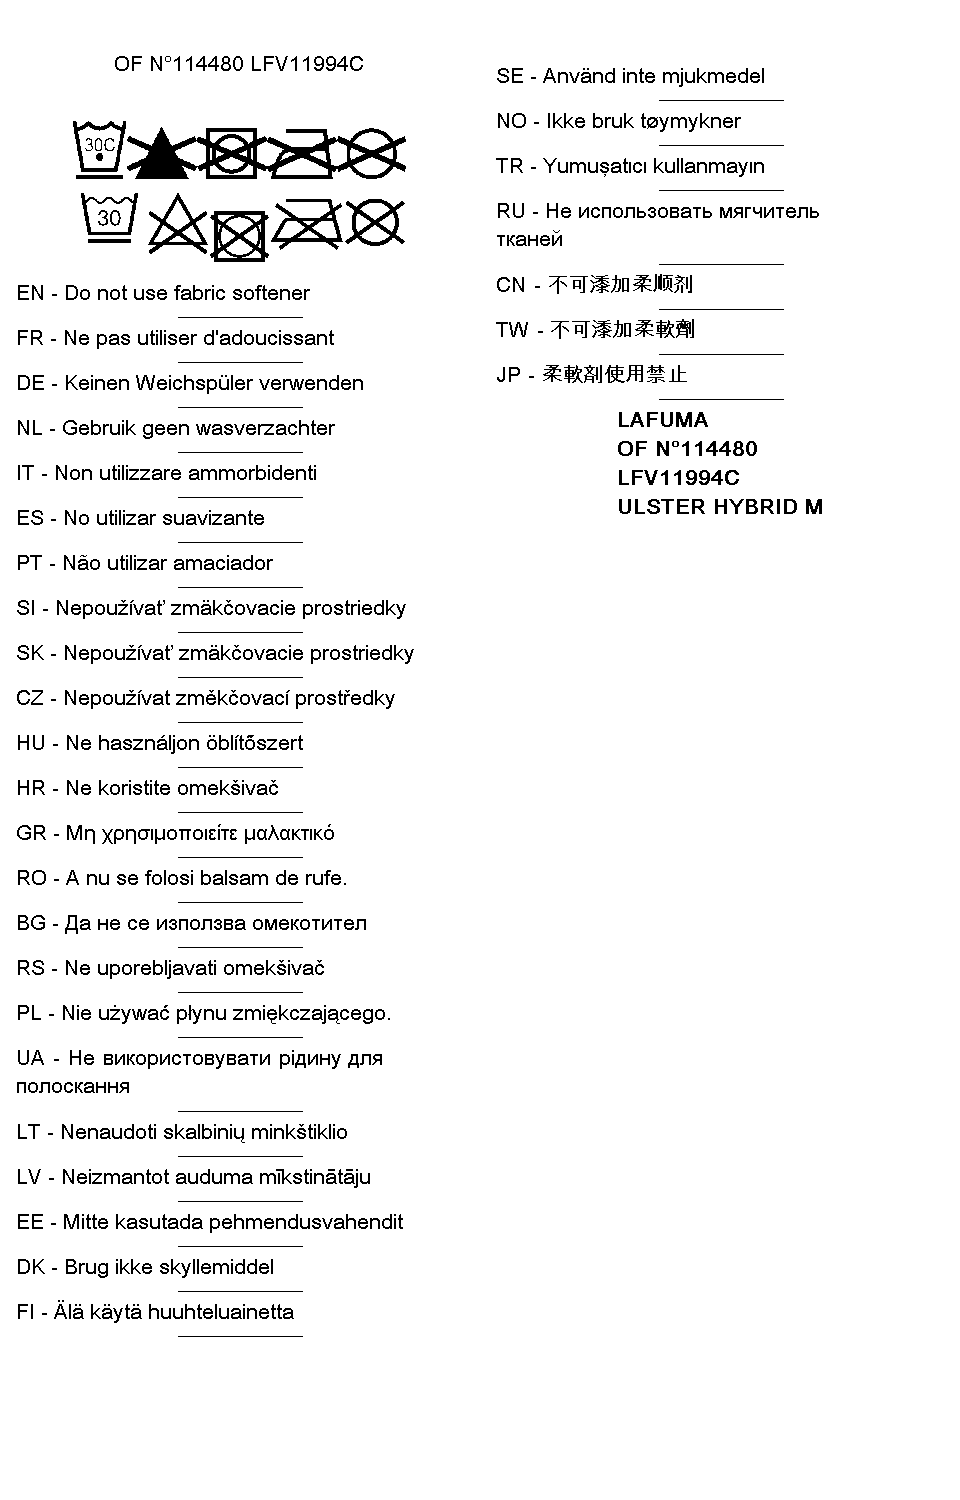 OF N°114480 LFV11994C
30C
30
EN - Do not use fabric softener
FR - Ne pas utiliser d'adoucissant
DE - Keinen Weichspüler verwenden
NL - Gebruik geen wasverzachter
IT - Non utilizzare ammorbidenti
ES - No utilizar suavizante
PT - Não utilizar amaciador
SI - Nepoužívať zmäkčovacie prostriedky
SK - Nepoužívať zmäkčovacie prostriedky
CZ - Nepoužívat změkčovací prostředky
HU - Ne használjon öblítőszert
HR - Ne koristite omekšivač
GR - Μη χρησιμοποιείτε μαλακτικό
RO - A nu se folosi balsam de rufe.
BG - Да не се използва омекотител
RS - Ne uporebljavati omekšivač
PL - Nie używać płynu zmiękczającego.
UA - Не використовувати рідину для
полоскання
LT - Nenaudoti skalbinių minkštiklio
LV - Neizmantot auduma mīkstinātāju
EE - Mitte kasutada pehmendusvahendit
DK - Brug ikke skyllemiddel
FI - Älä käytä huuhteluainetta
SE - Använd inte mjukmedel
NO - Ikke bruk tøymykner
TR - Yumuşatıcı kullanmayın
RU - Не использовать мягчитель
тканей
CN - 不可漆加柔顺剂
TW - 不可漆加柔軟劑
JP - 柔軟剤使用禁止
LAFUMA
OF N°114480
LFV11994C
ULSTER HYBRID M